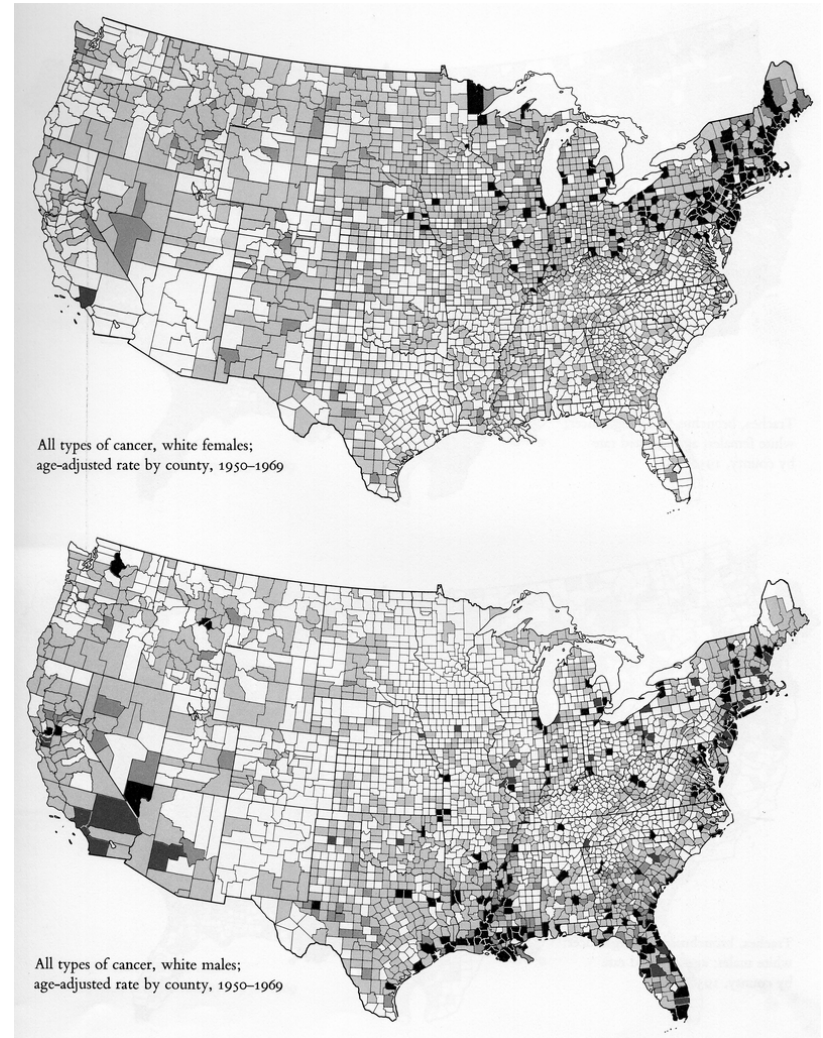 All types of cancer, white females;
age-adjusted rate by county, 1950–1969
All types of cancer, white males;
age-adjusted rate by county, 1950–1969